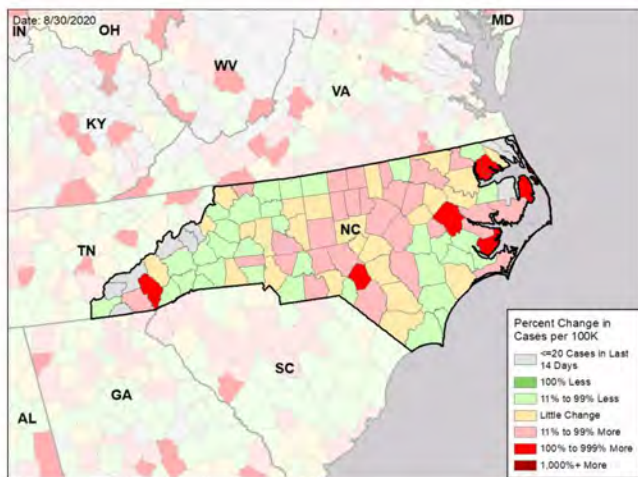 Date: 8/30/2020
IN
OH
MD
WV
VA
KY
NC
TN
SC
GA
AL
Percent Change in
Cases per 100K
<=20 Cases in Last
14 Days
100% Less
11% to 99% Less
Little Change
11% to 99% More
100% to 999% More
1,000%+ More